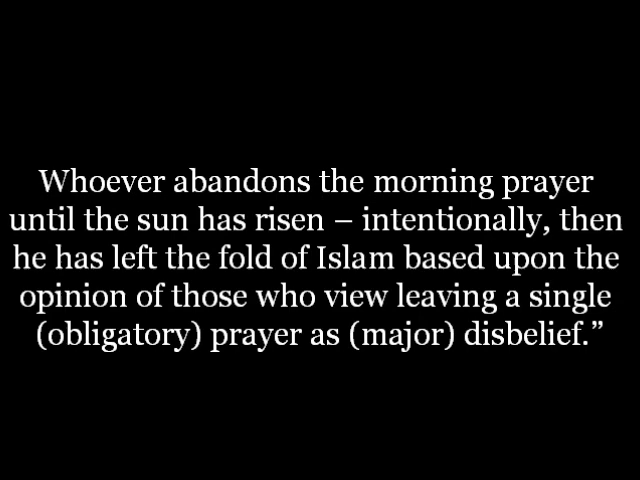 Whoever abandons the morning prayer
until the sun has risen – intentionally, then
he has left the fold of Islam based upon the
opinion of those who view leaving a single
(obligatory) prayer as (major) disbelief.”